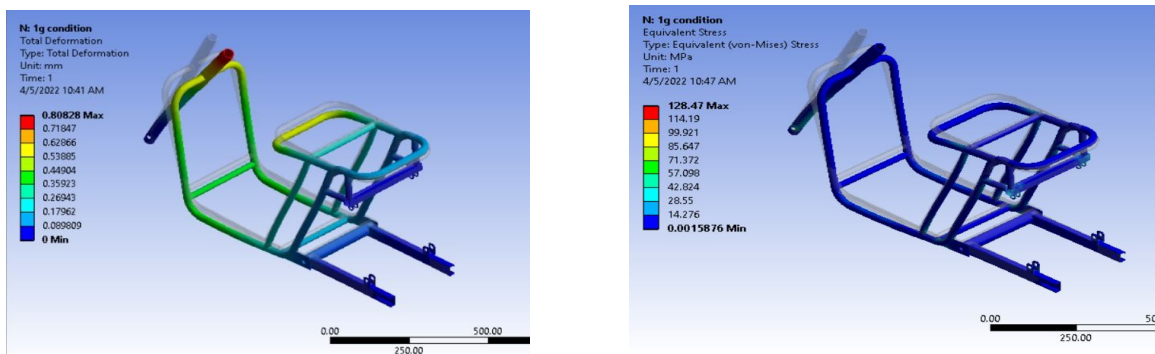 N: 1g condition
Total Deformation
Type: Total Deformation
Unit: mm
Time: 1
4/5/2022 10:41 AM
0.80828 Max
0.71847
0.62866
0.53885
0.44904
0.35923
0.26943
0.17962
0.089809
0 Min
0.00
500.00
250.00
N: 1g condition
Equivalent Stress
Type: Equivalent (von-Mises) Stress
Unit: MPa
Time: 1
4/5/2022 10:47 AM
128.47 Max
114.19
99.921
85.647
71.372
57.098
42.824
28.55
14.276
0.0015876 Min
0.00
50
250.00